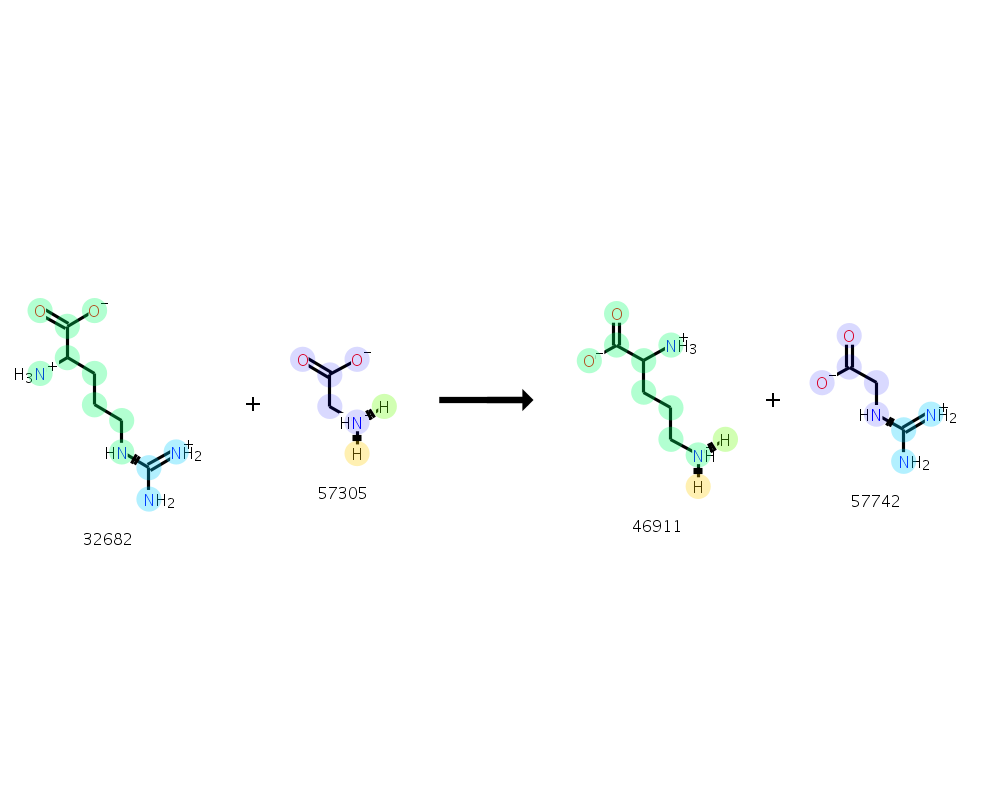 O O⁻
H₃N⁺
HN NH₂⁺
NH₂
32682
+
O O⁻
HN H
H
57305
O
O⁻ NH₃⁺
NH H
H
46911
+
O
O⁻
HN NH₂⁺
NH₂
57742